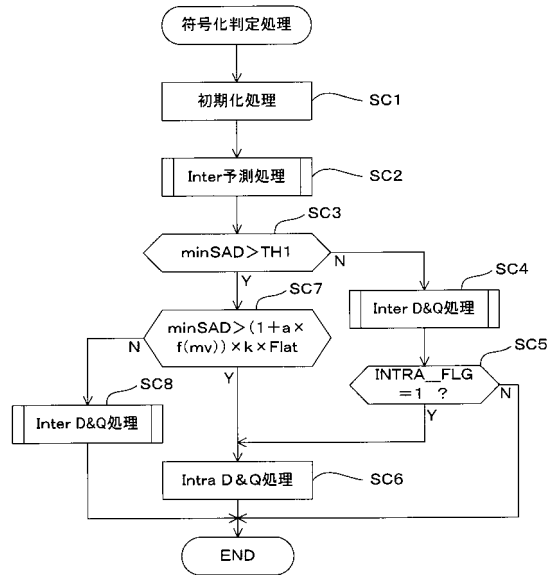 符号化判定処理
初期化処理
SC1
Inter予測処理
SC2
SC3
minSAD>TH1
N
Y
SC4
Inter D&Q処理
SC7
minSAD>(1+a×
f(mv))×k×Flat
N
Y
SC5
INTRA_FLG
=1 ?
N
Y
SC8
Inter D&Q処理
Intra D&Q処理
SC6
END